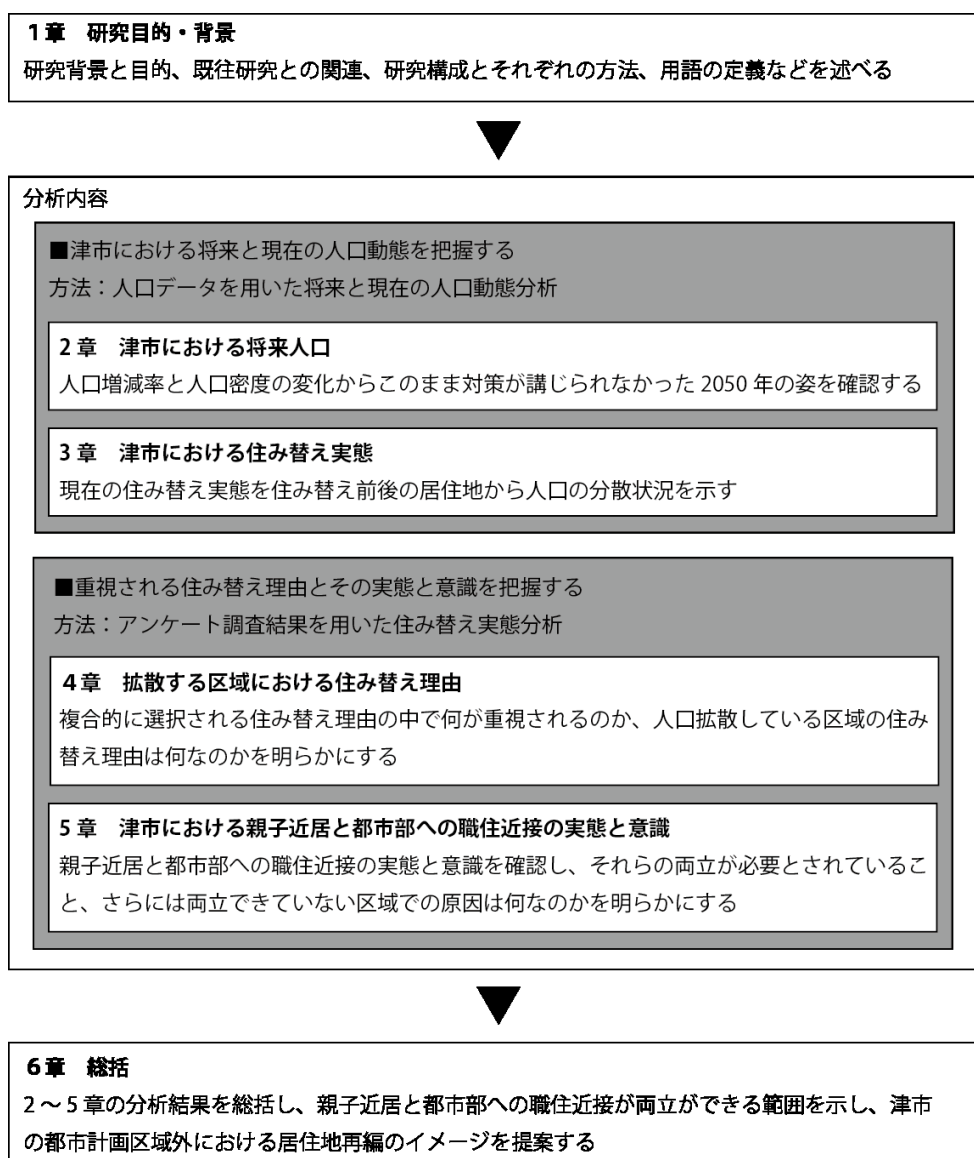 1章　研究目的・背景
研究背景と目的、既往研究との関連、研究構成とそれぞれの方法、用語の定義などを述べる
分析内容
■津市における将来と現在の人口動態を把握する
方法：人口データを用いた将来と現在の人口動態分析
2 章　津市における将来人口
人口増減率と人口密度の変化からこのまま対策が講じられなかった 2050 年の姿を確認する
3 章　津市における住み替え実態
現在の住み替え実態を住み替え前後の居住地から人口の分散状況を示す
■重視される住み替え理由とその実態と意識を把握する
方法：アンケート調査結果を用いた住み替え実態分析
4章　拡散する区域における住み替え理由
複合的に選択される住み替え理由の中で何が重視されるのか、人口拡散している区域の住み
替え理由は何なのかを明らかにする
5 章　津市における親子近居と都市部への職住近接の実態と意識
親子近居と都市部への職住近接の実態と意識を確認し、それらの両立が必要とされているこ
と、さらには両立できていない区域での原因は何なのかを明らかにする
6章　総括
2～5 章の分析結果を総括し、親子近居と都市部への職住近接が両立ができる範囲を示し、津市
の都市計画区域外における居住地再編のイメージを提案する